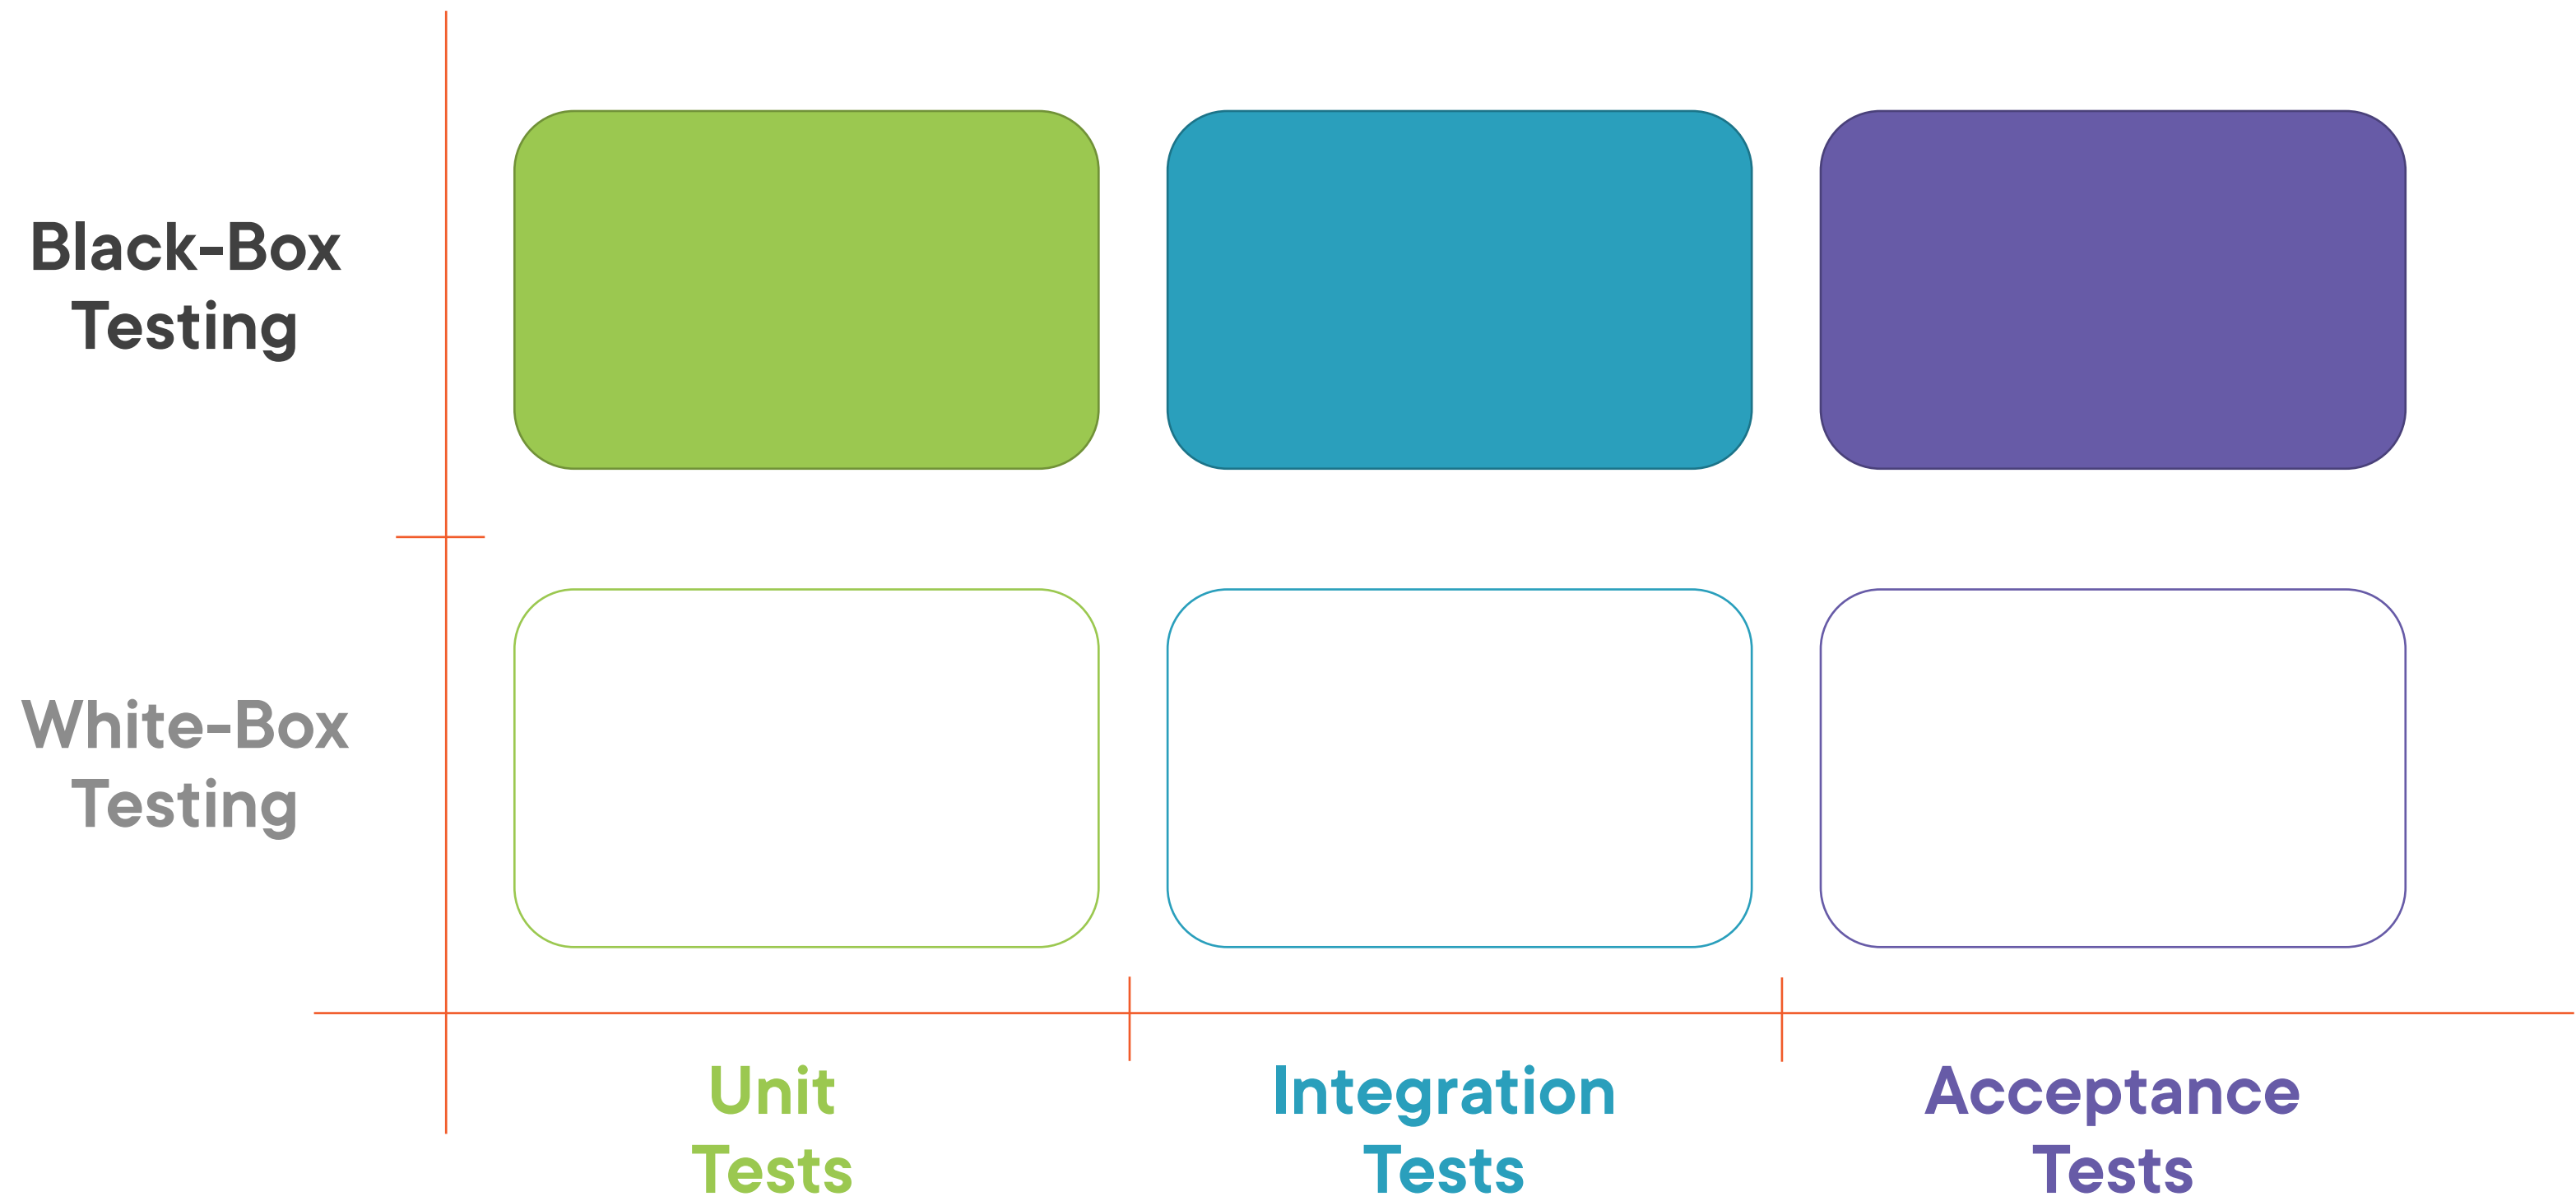 Black-Box
Testing
White-Box
Testing
Unit
Tests
Integration
Tests
Acceptance
Tests